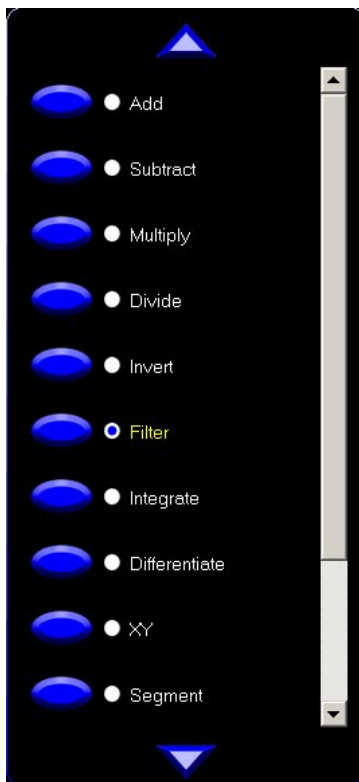 Add
Subtract
Multiply
Divide
Invert
Filter
Integrate
Differentiate
XY
Segment